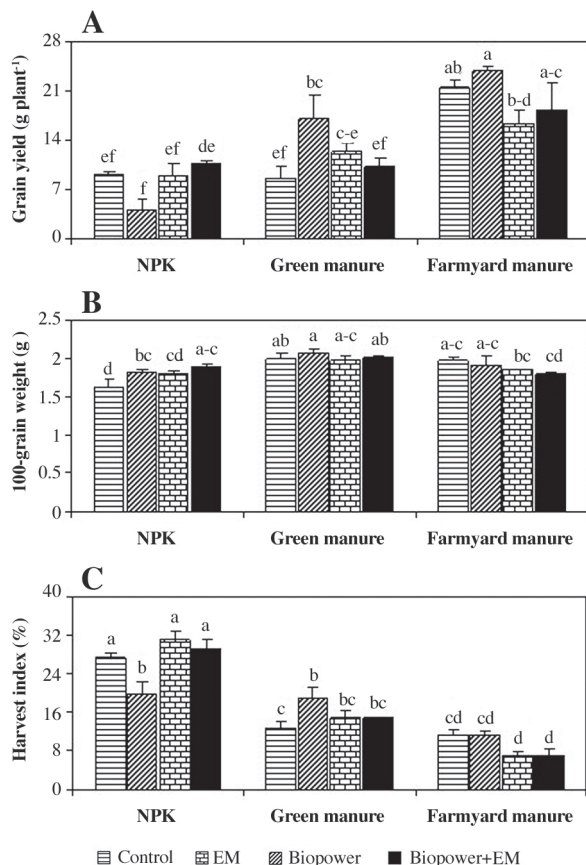 A
Grain yield (g plant⁻¹)
28
21
14
7
0
ef
f
ef
de
ef
bc
c-e
ef
ab
a
b-d
a-c
NPK
Green manure
Farmyard manure
B
100-grain weight (g)
2.5
2
1.5
1
0.5
0
d
bc
cd
a-c
ab
a
a-c
ab
a-c
a-c
bc
cd
NPK
Green manure
Farmyard manure
C
Harvest index (%)
40
32
24
16
8
0
a
b
a
a
c
b
bc
bc
cd
cd
d
d
NPK
Green manure
Farmyard manure
Control
EM
Biopower
Biopower+EM